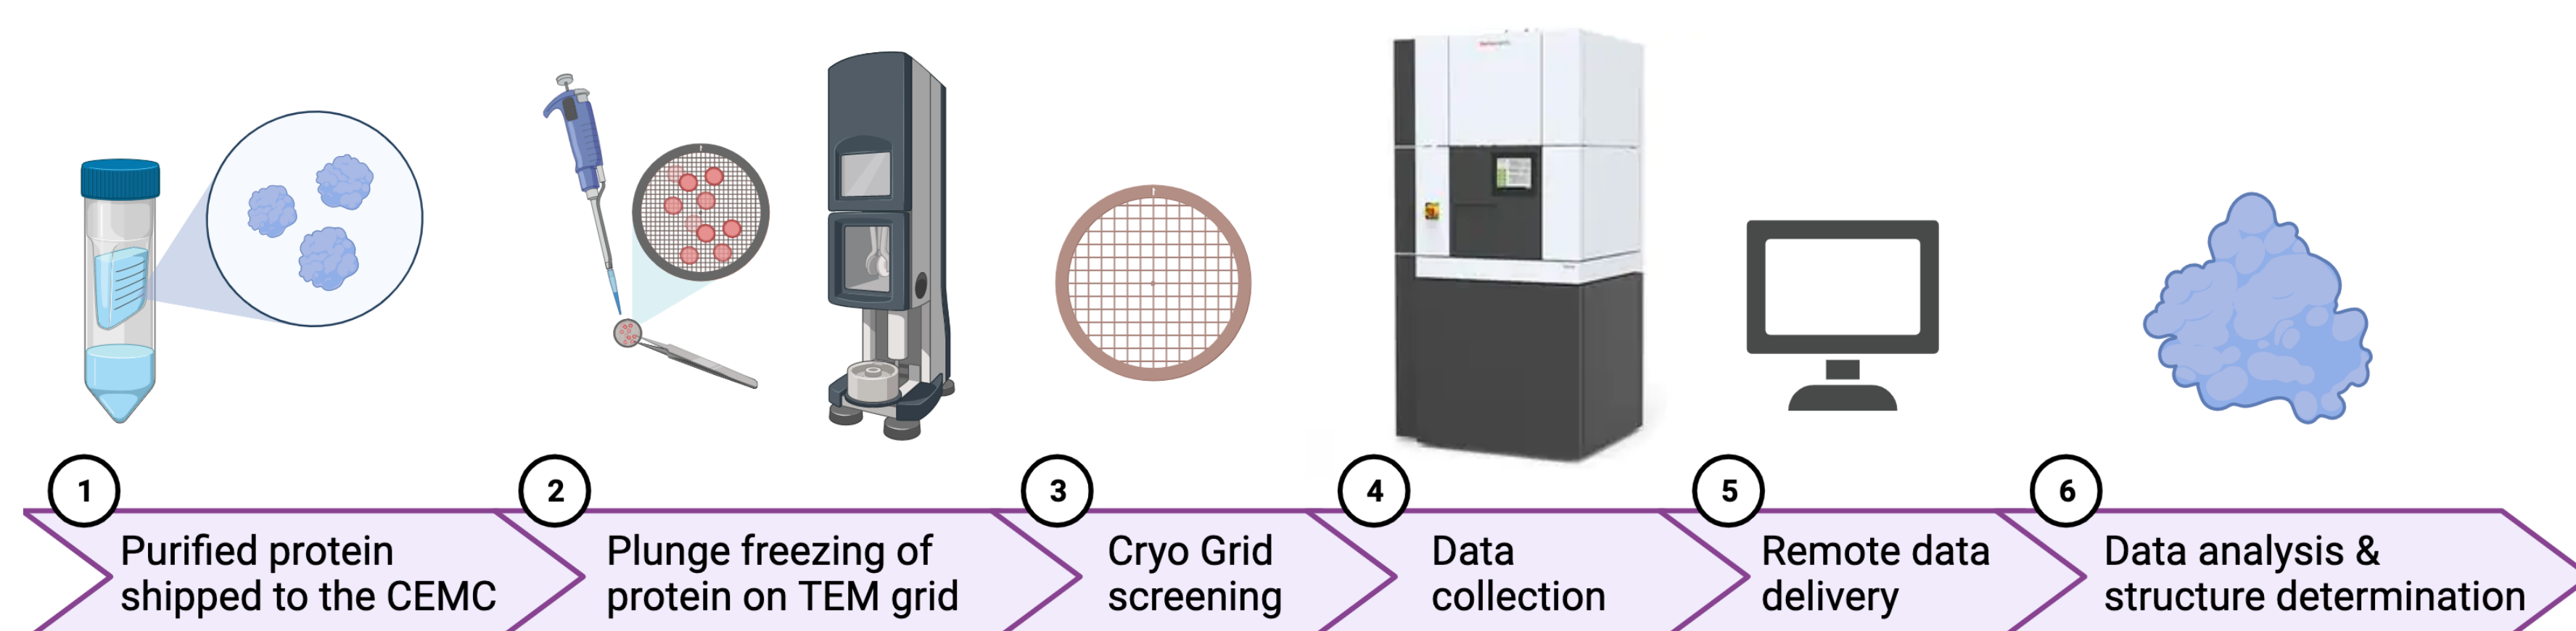 1
Purified protein
shipped to the CEMC
2
Plunge freezing of
protein on TEM grid
3
Cryo Grid
screening
4
Data
collection
5
Remote data
delivery
6
Data analysis &
structure determination